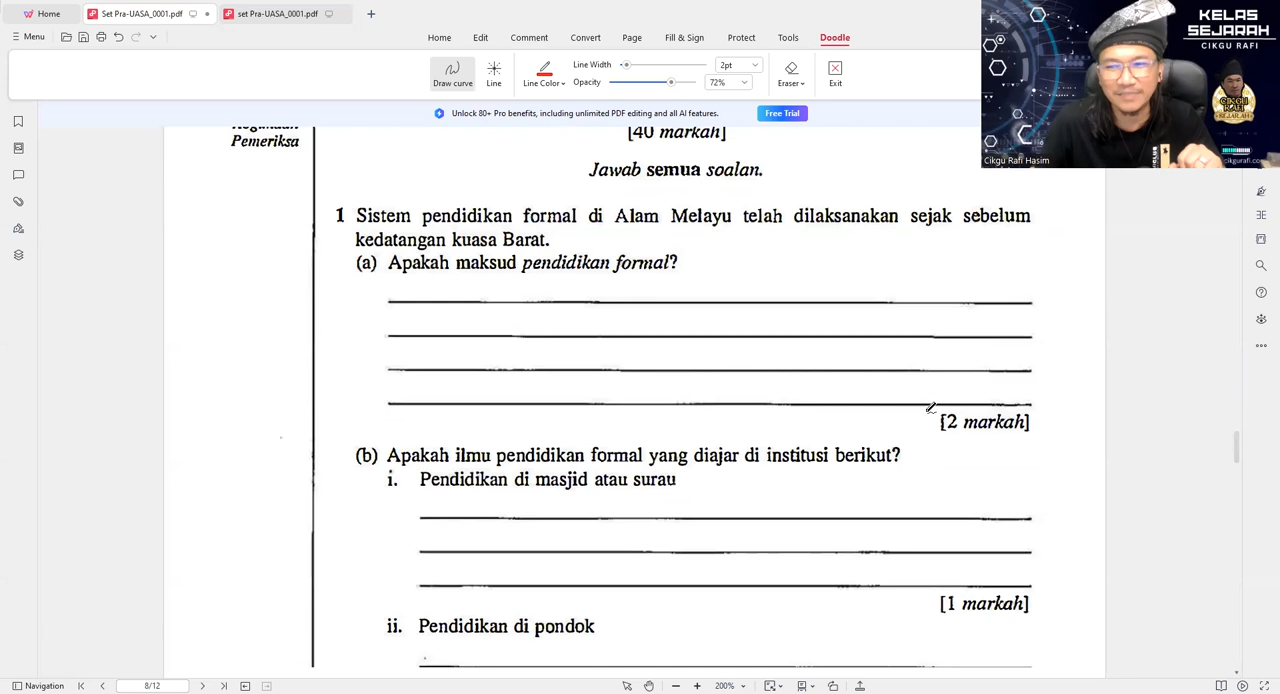 Home
Set Pra-UASA_0001.pdf
set Pra-UASA_0001.pdf
Menu
Home Edit Comment Convert Page Fill & Sign Protect Tools Doodle
Draw curve
Line
Line Color
Line Width
2pt
Opacity
72%
Eraser
Exit
Unlock 80+ Pro benefits, including unlimited PDF editing and all AI features.
Free Trial
KELAS
SEJARAH
CIKGU RAFI
CIKGU
RAFI
SEJARAH
Cikgu Rafi Hasim
Pemeriksa
[40 markah]
Jawab semua soalan.
1 Sistem pendidikan formal di Alam Melayu telah dilaksanakan sejak sebelum
kedatangan kuasa Barat.
(a) Apakah maksud pendidikan formal?
[2 markah]
(b) Apakah ilmu pendidikan formal yang diajar di institusi berikut?
i. Pendidikan di masjid atau surau
[1 markah]
ii. Pendidikan di pondok
Navigation
8/12
200%